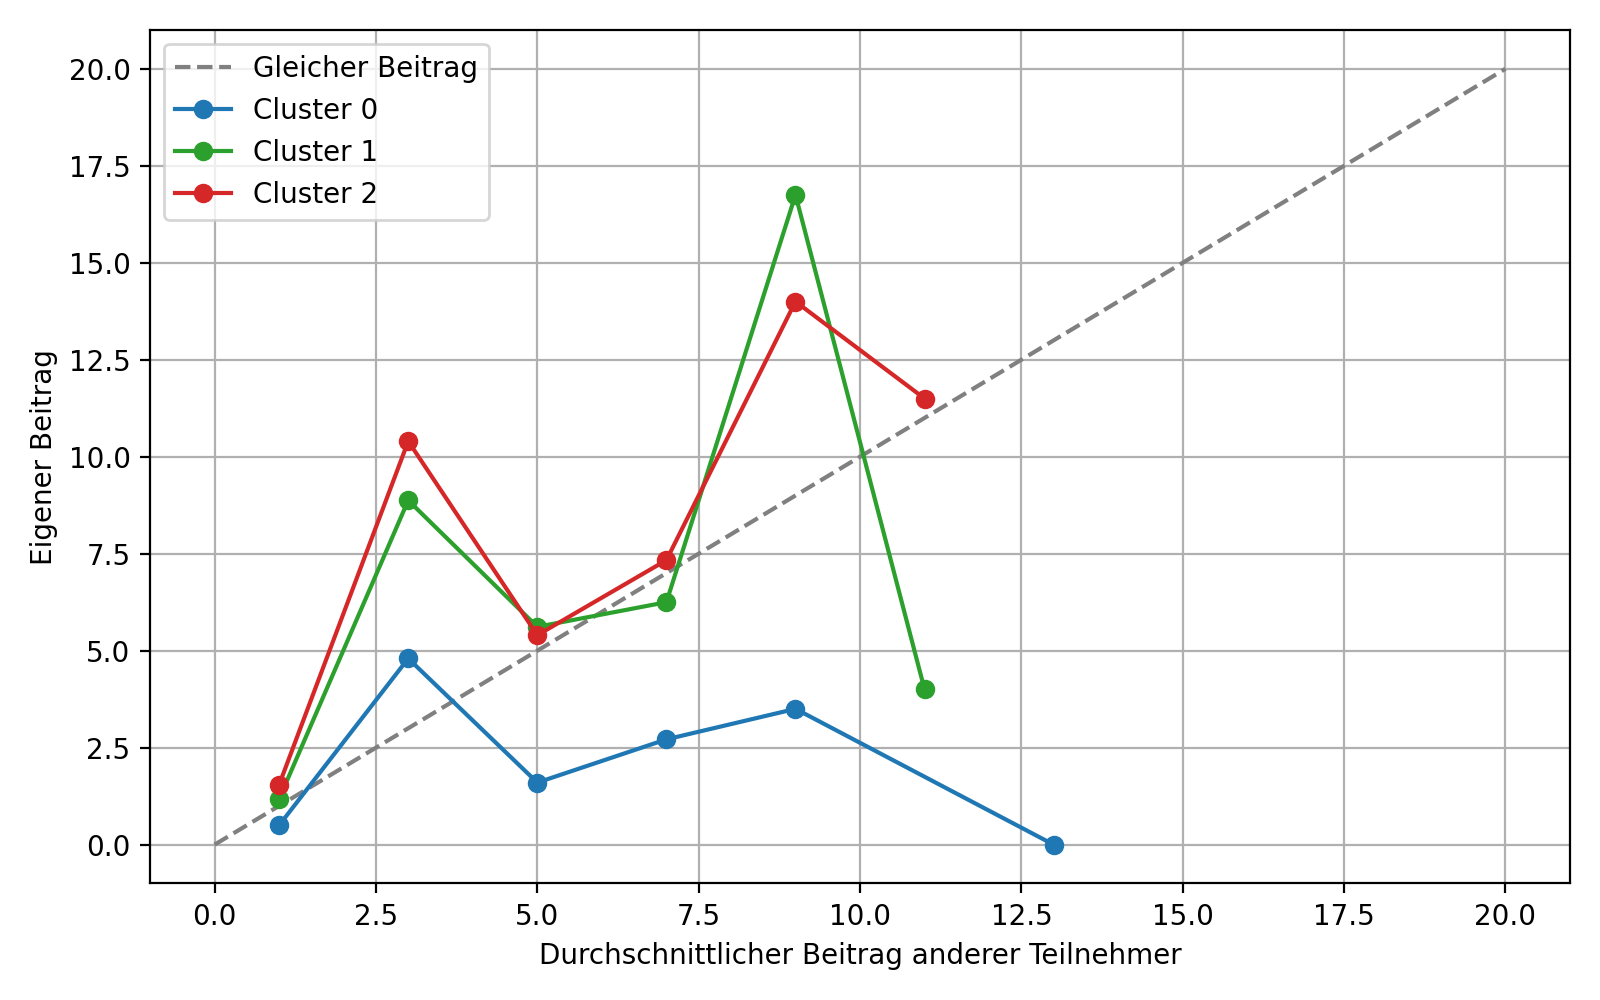 Gleicher Beitrag
Cluster 0
Cluster 1
Cluster 2
Eigener Beitrag
20.0
17.5
15.0
12.5
10.0
7.5
5.0
2.5
0.0
0.0 2.5 5.0 7.5 10.0 12.5 15.0 17.5 20.0
Durchschnittlicher Beitrag anderer Teilnehmer